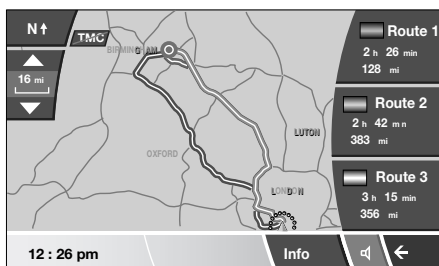 N
TMC
16 mi
BIRMINGHAM
OXFORD
LUTON
LONDON
Route 1
2 h 26 min
128 mi
Route 2
2 h 42 m n
383 mi
Route 3
3 h 15 min
356 mi
12 : 26 pm
Info